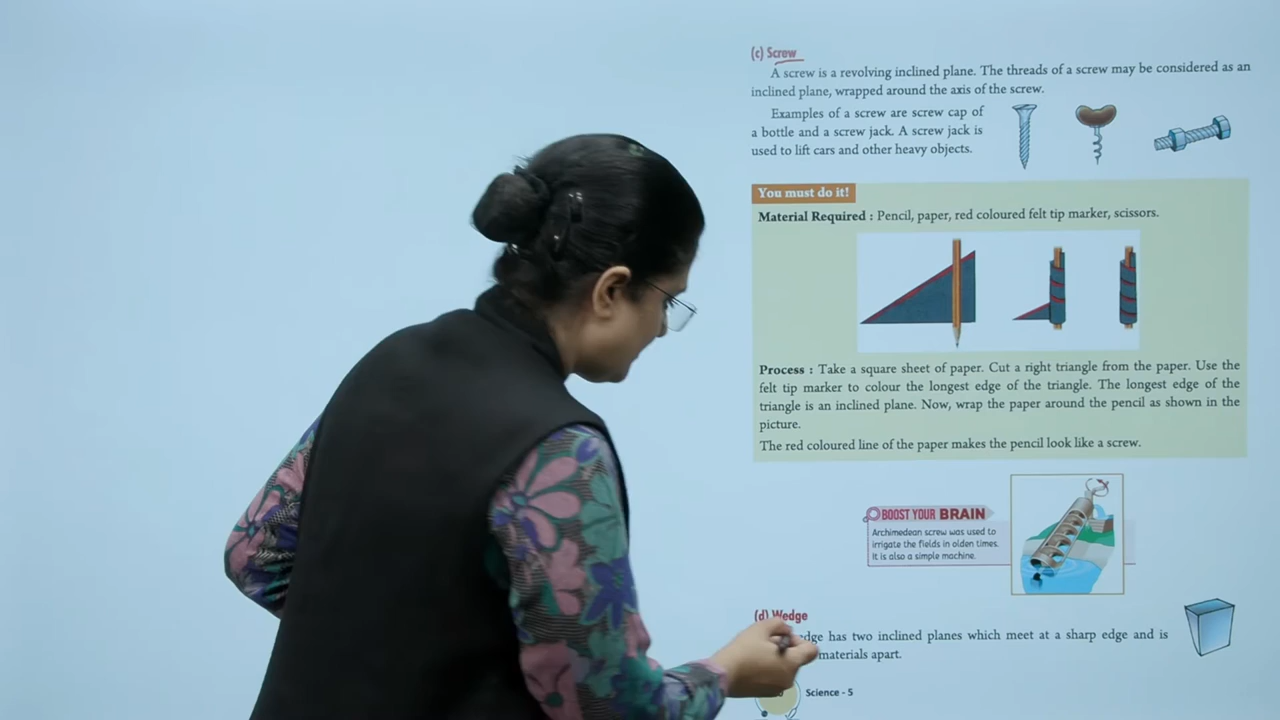 (c) Screw
A screw is a revolving inclined plane. The threads of a screw may be considered as an
inclined plane, wrapped around the axis of the screw.
Examples of a screw are screw cap of
a bottle and a screw jack. A screw jack is
used to lift cars and other heavy objects.
You must do it!
Material Required : Pencil, paper, red coloured felt tip marker, scissors.
Process : Take a square sheet of paper. Cut a right triangle from the paper. Use the
felt tip marker to colour the longest edge of the triangle. The longest edge of the
triangle is an inclined plane. Now, wrap the paper around the pencil as shown in the
picture.
The red coloured line of the paper makes the pencil look like a screw.
BOOST YOUR BRAIN
Archimedean screw was used to
irrigate the fields in olden times.
It is also a simple machine.
(d) Wedge
has two inclined planes which meet at a sharp edge and is
materials apart.
Science - 5